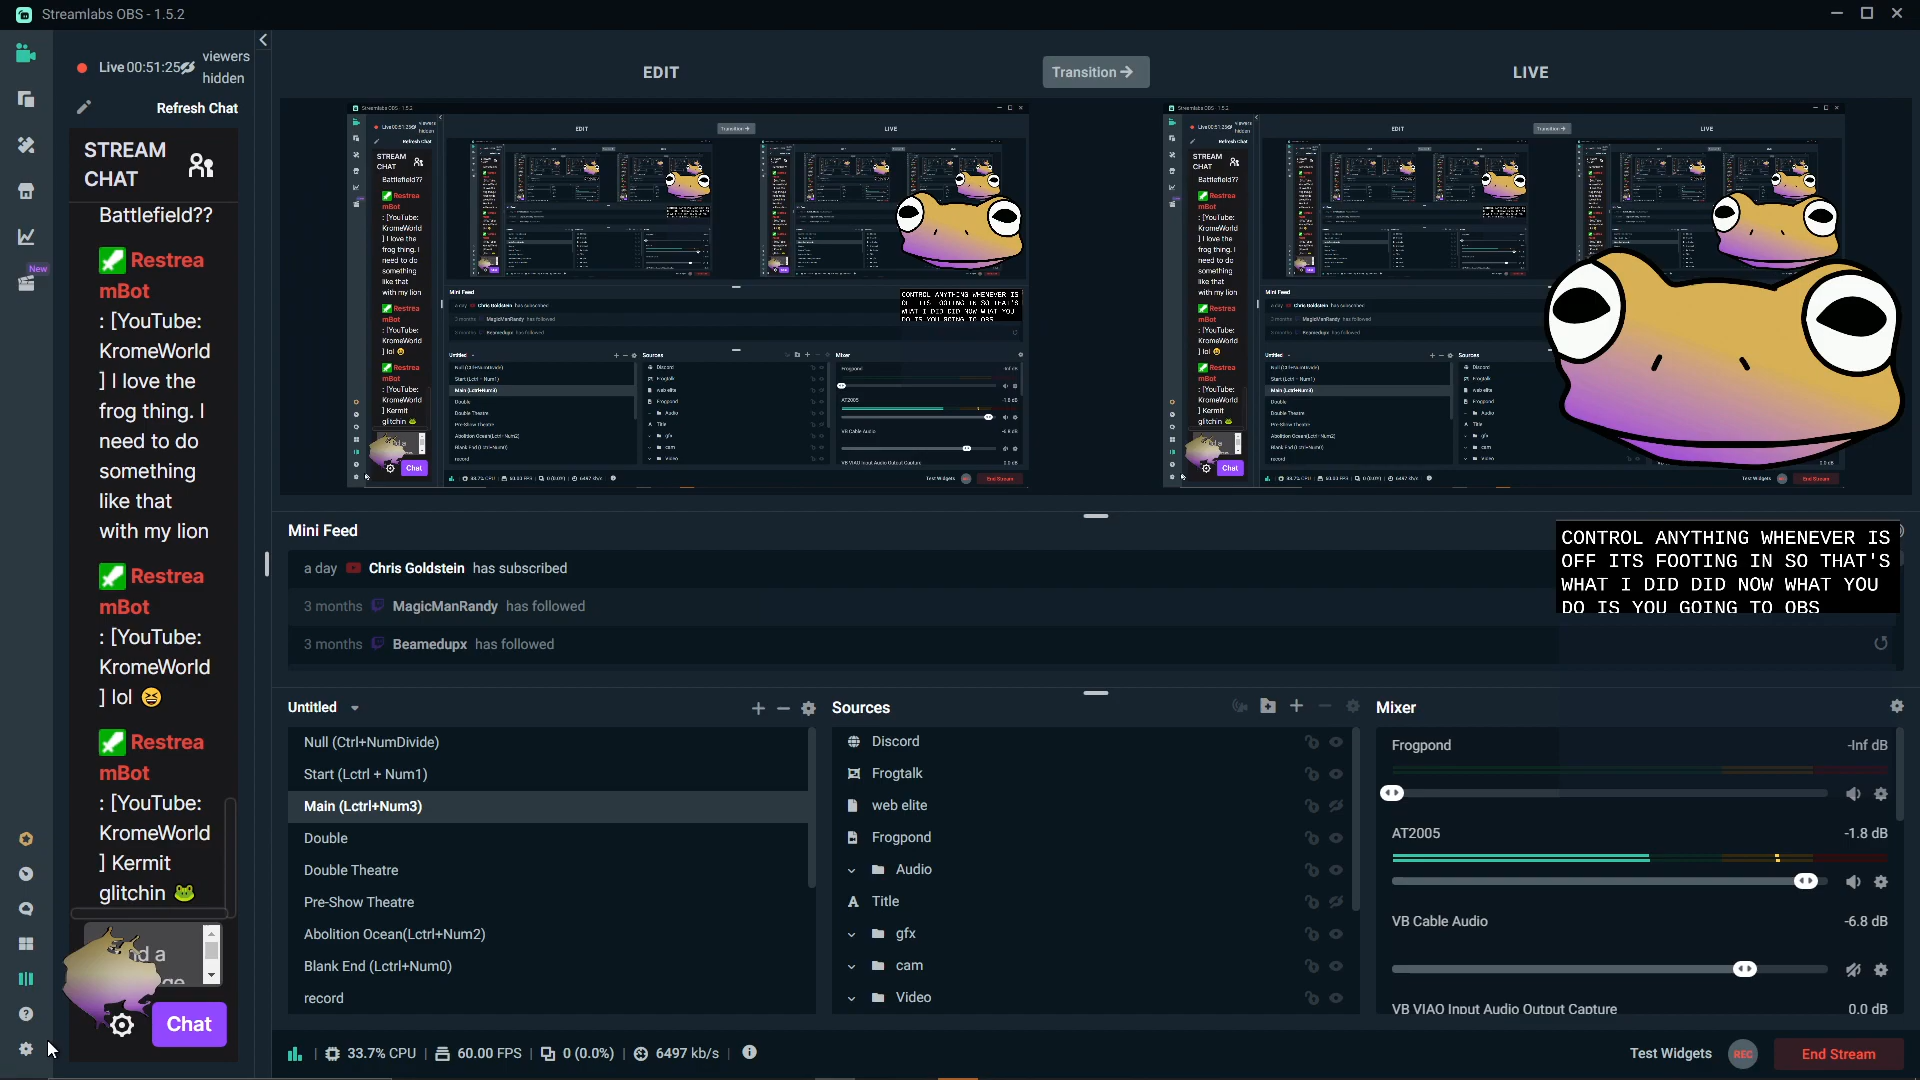 Streamlabs OBS - 1.5.2
Live 00:51:25 viewers
hidden
Refresh Chat
STREAM
CHAT
Battlefield??
Restrea
mBot
: [YouTube:
KromeWorld
] I love the
frog thing. I
need to do
something
like that
with my lion
Restrea
mBot
: [YouTube:
KromeWorld
] lol 😆
Restrea
mBot
: [YouTube:
KromeWorld
] Kermit
glitchin 🐸
Chat
New
EDIT
Transition
LIVE
Mini Feed
a day Chris Goldstein has subscribed
3 months MagicManRandy has followed
3 months Beamedupx has followed
CONTROL ANYTHING WHENEVER IS
OFF ITS FOOTING IN SO THAT'S
WHAT I DID DID NOW WHAT YOU
DO IS YOU GOING TO OBS
Untitled
Null (Ctrl+NumDivide)
Start (Lctrl + Num1)
Main (Lctrl+Num3)
Double
Double Theatre
Pre-Show Theatre
Abolition Ocean(Lctrl+Num2)
Blank End (Lctrl+Num0)
record
Sources
Discord
Frogtalk
web elite
Frogpond
Audio
Title
gfx
cam
Video
Mixer
Frogpond -Inf dB
AT2005 -1.8 dB
VB Cable Audio -6.8 dB
VB VIAO Input Audio Output Capture 0.0 dB
33.7% CPU | 60.00 FPS | 0 (0.0%) | 6497 kb/s
Test Widgets
REC
End Stream